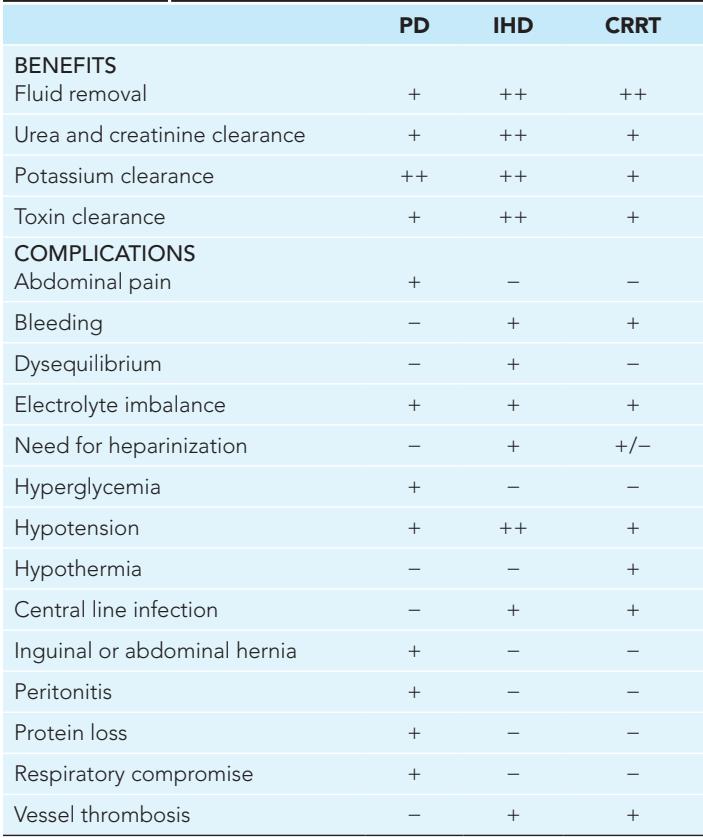 PD IHD CRRT
BENEFITS
Fluid removal + ++ ++
Urea and creatinine clearance + ++ +
Potassium clearance ++ ++ +
Toxin clearance + ++ +
COMPLICATIONS
Abdominal pain + − −
Bleeding − + +
Dysequilibrium − + −
Electrolyte imbalance + + +
Need for heparinization − + +/−
Hyperglycemia + − −
Hypotension + ++ +
Hypothermia − − +
Central line infection − + +
Inguinal or abdominal hernia + − −
Peritonitis + − −
Protein loss + − −
Respiratory compromise + − −
Vessel thrombosis − + +